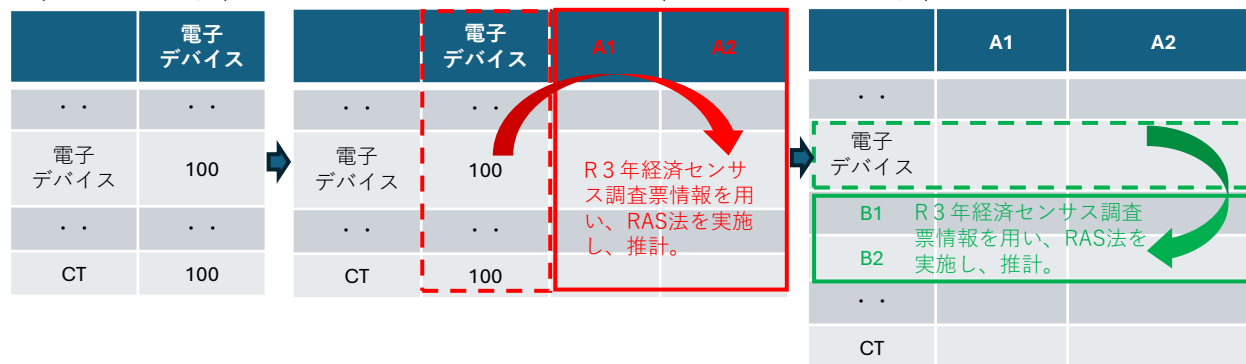 電子
デバイス
・・
・・
電子
デバイス
100
・・
・・
CT
100
電子
デバイス
A1
A2
・・
・・
電子
デバイス
100
R３年経済センサ
ス調査票情報を用
い、RAS法を実施
し、推計。
・・
・・
CT
100
A1
A2
・・
電子
デバイス
B1
R３年経済センサス調査
票情報を用い、RAS法を
実施し、推計。
B2
・・
CT